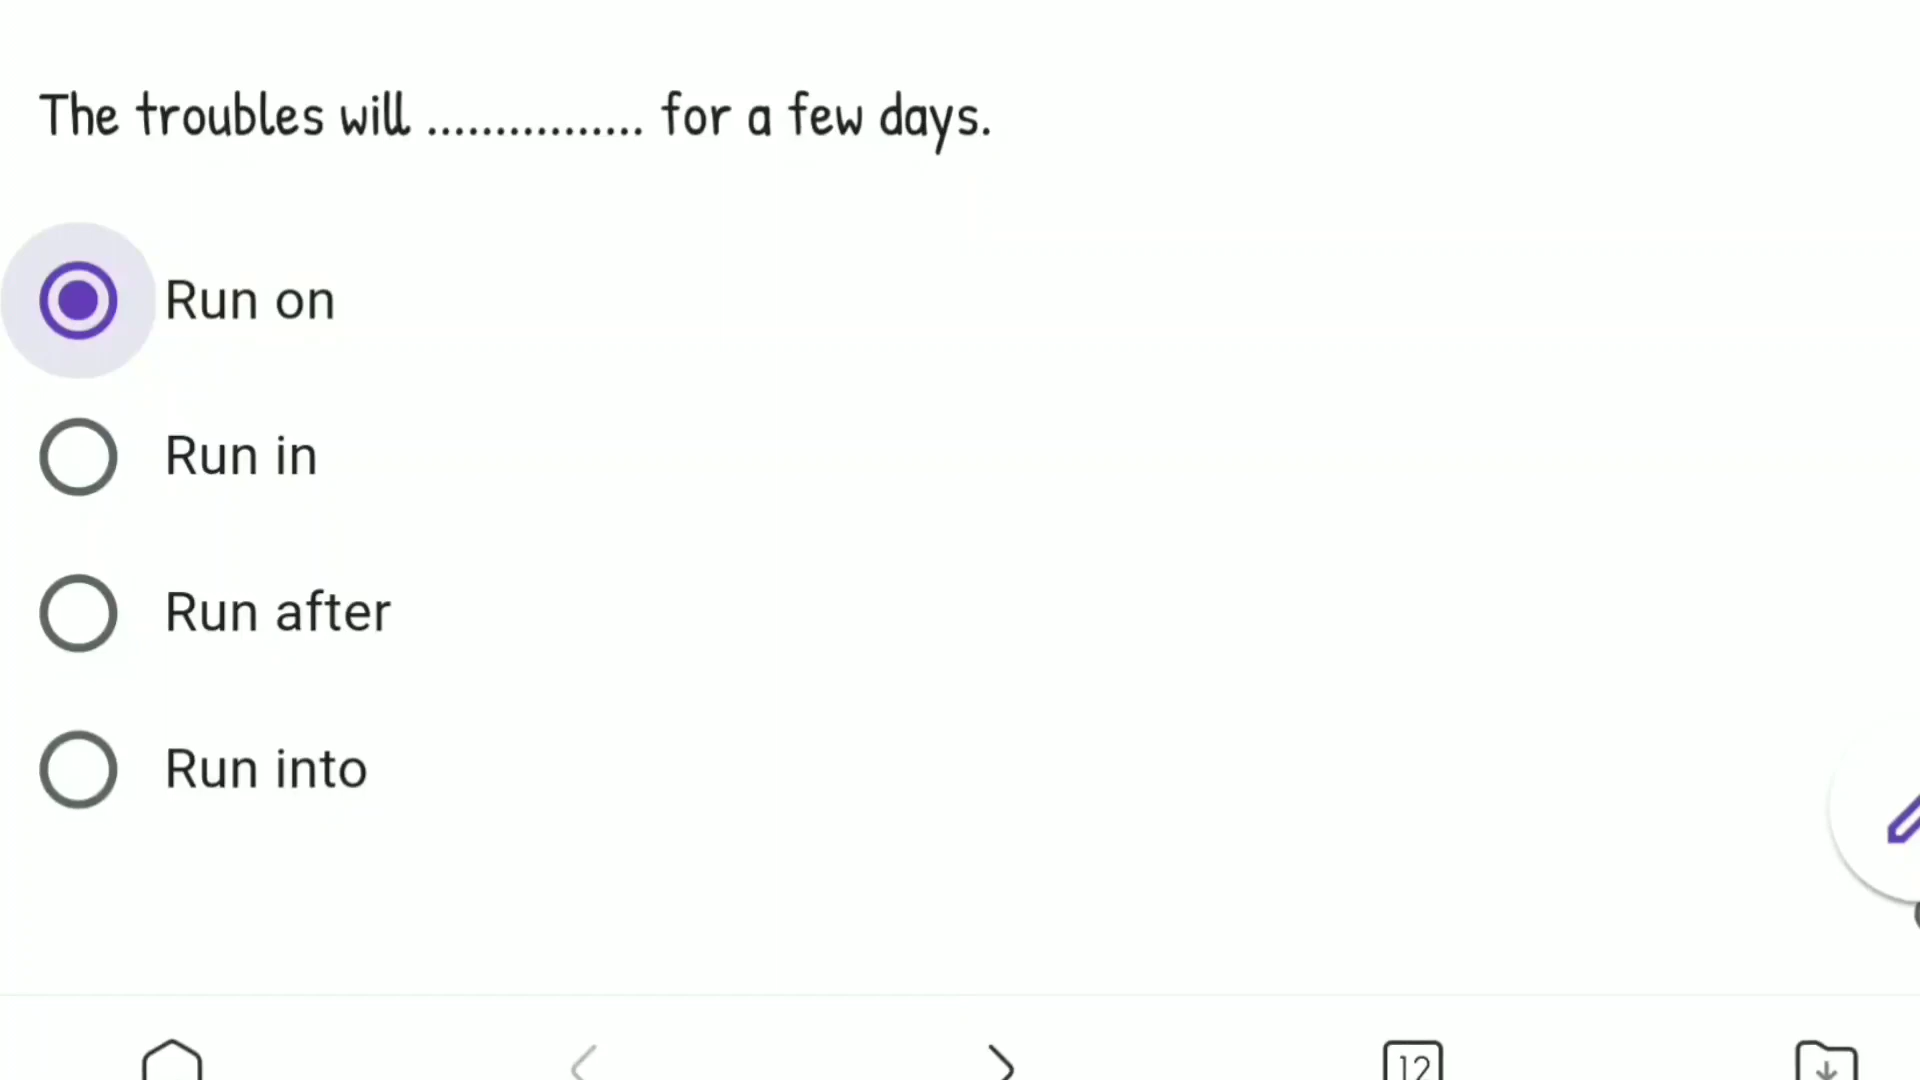 The troubles will ................ for a few days.
Run on
Run in
Run after
Run into
12